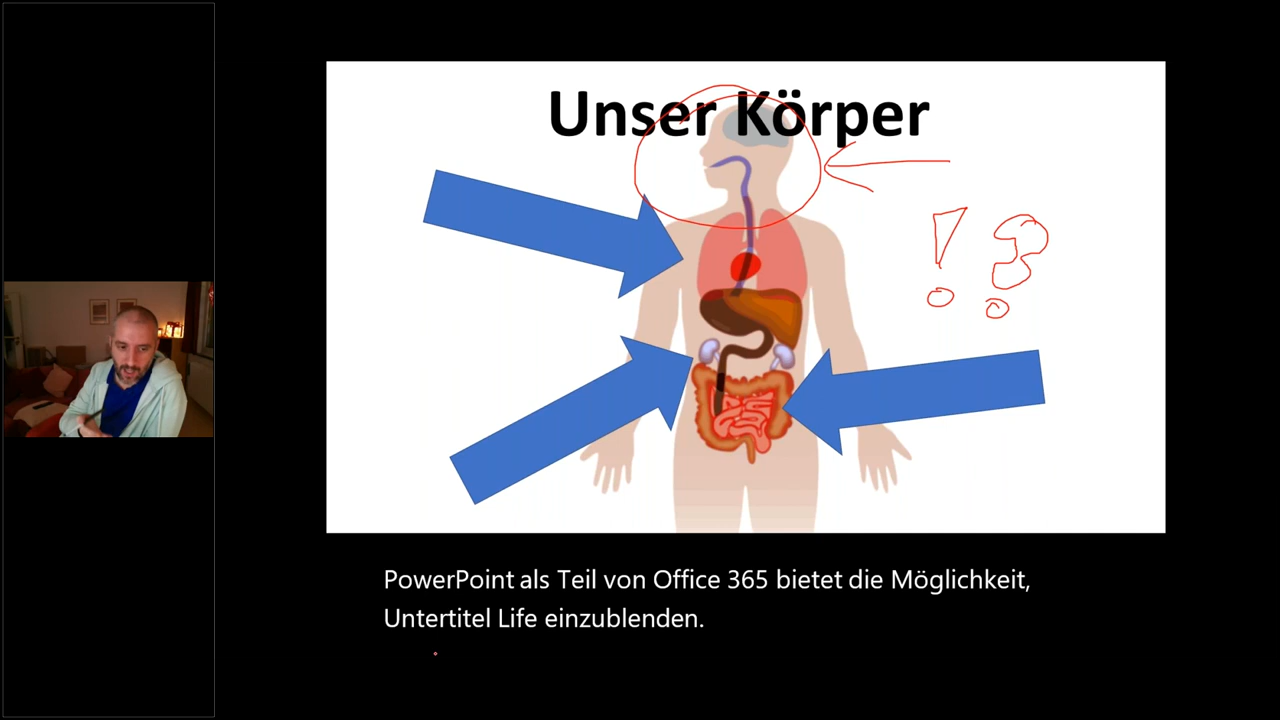 Unser Körper
! ?
PowerPoint als Teil von Office 365 bietet die Möglichkeit,
Untertitel Life einzublenden.